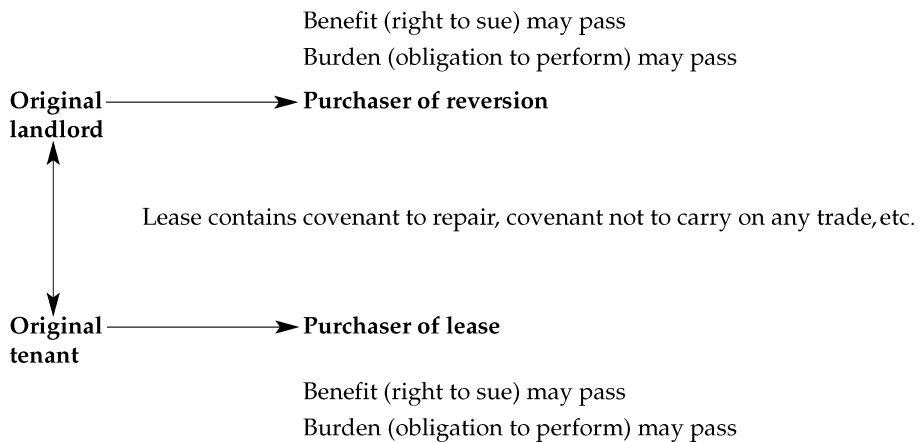 Benefit (right to sue) may pass
Burden (obligation to perform) may pass
Original
landlord
Purchaser of reversion
Lease contains covenant to repair, covenant not to carry on any trade, etc.
Original
tenant
Purchaser of lease
Benefit (right to sue) may pass
Burden (obligation to perform) may pass